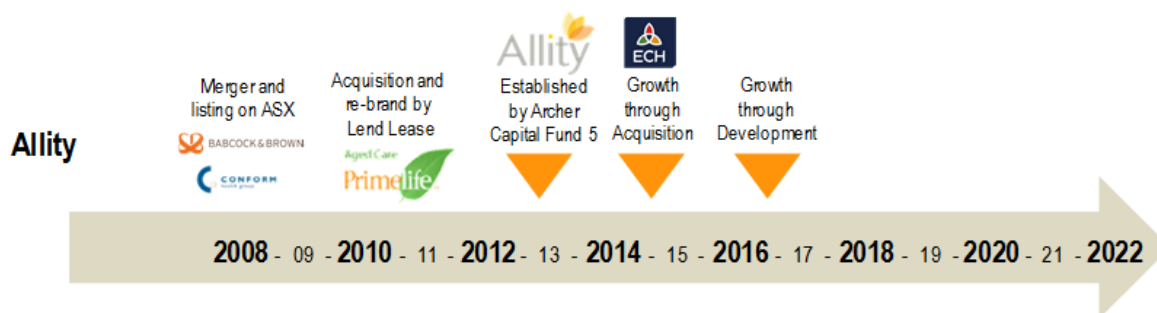 Allity
Merger and
listing on ASX
BABCOCK & BROWN
CONFORM
health group
Acquisition and
re-brand by
Lend Lease
Aged Care
Primelife
Allity
Established
by Archer
Capital Fund 5
ECH
Growth
through
Acquisition
Growth
through
Development
2008 - 09 - 2010 - 11 - 2012 - 13 - 2014 - 15 - 2016 - 17 - 2018 - 19 - 2020 - 21 - 2022